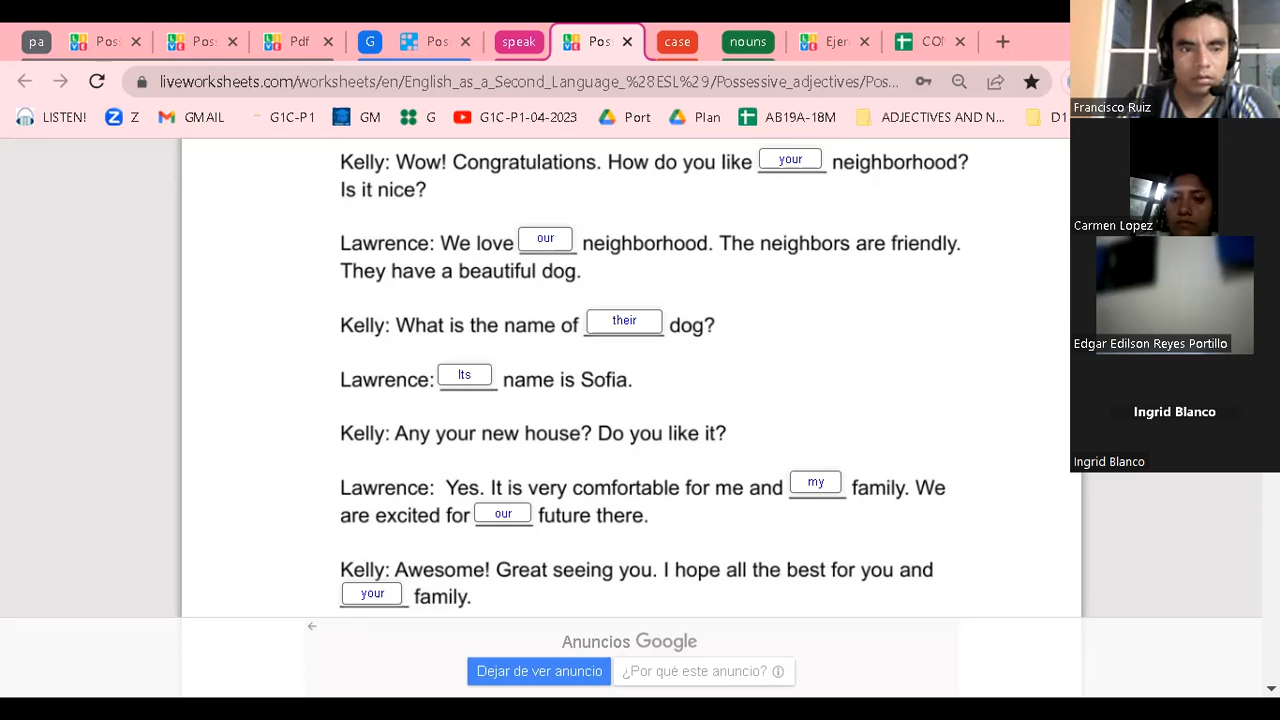 pa
Pos
Pos
Pdf
G
Pos
speak
Pos
case
nouns
Ejer
CO
liveworksheets.com/worksheets/en/English_as_a_Second_Language_%28ESL%29/Possessive_adjectives/Pos...
LISTEN!
Z
GMAIL
G1C-P1
GM
G
G1C-P1-04-2023
Port
Plan
AB19A-18M
ADJECTIVES AND N...
D1
Kelly: Wow! Congratulations. How do you like your neighborhood?
Is it nice?
Lawrence: We love our neighborhood. The neighbors are friendly.
They have a beautiful dog.
Kelly: What is the name of their dog?
Lawrence: Its name is Sofia.
Kelly: Any your new house? Do you like it?
Lawrence: Yes. It is very comfortable for me and my family. We
are excited for our future there.
Kelly: Awesome! Great seeing you. I hope all the best for you and
your family.
Anuncios Google
Dejar de ver anuncio
¿Por qué este anuncio?
Francisco Ruiz
Carmen Lopez
Edgar Edilson Reyes Portillo
Ingrid Blanco
Ingrid Blanco